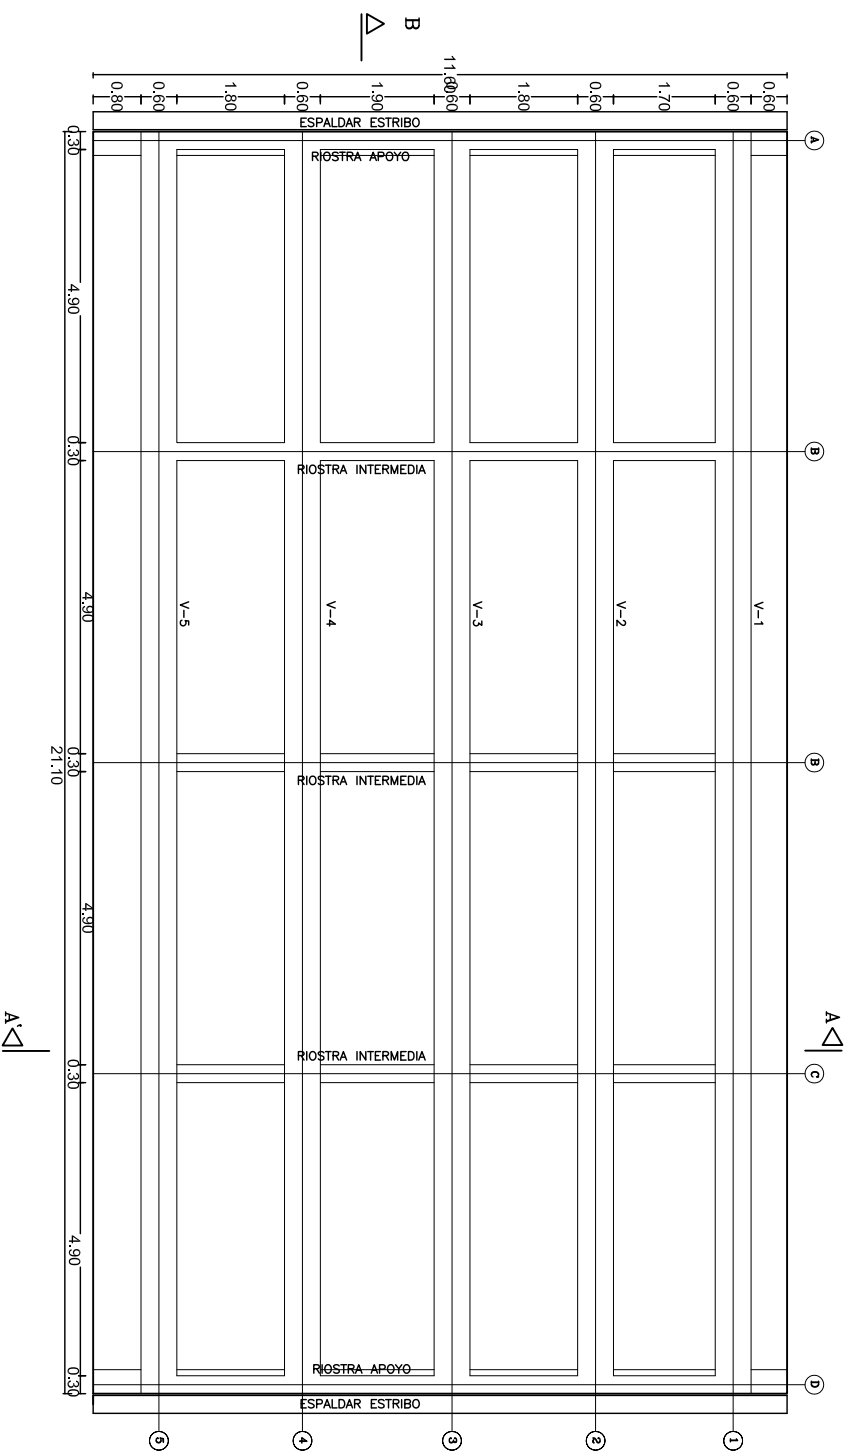 B
11.60
0.80
0.60
1.80
0.60
1.90
0.60
1.80
0.60
1.70
0.60
0.60
ESPALDAR ESTRIBO
A
0.30
RIOSTRA APOYO
4.90
0.30
B
RIOSTRA INTERMEDIA
4.90
V-5
V-4
V-3
V-2
V-1
0.30
21.10
B
RIOSTRA INTERMEDIA
4.90
A'
A
RIOSTRA INTERMEDIA
0.30
C
4.90
RIOSTRA APOYO
0.30
D
ESPALDAR ESTRIBO
5
4
3
2
1